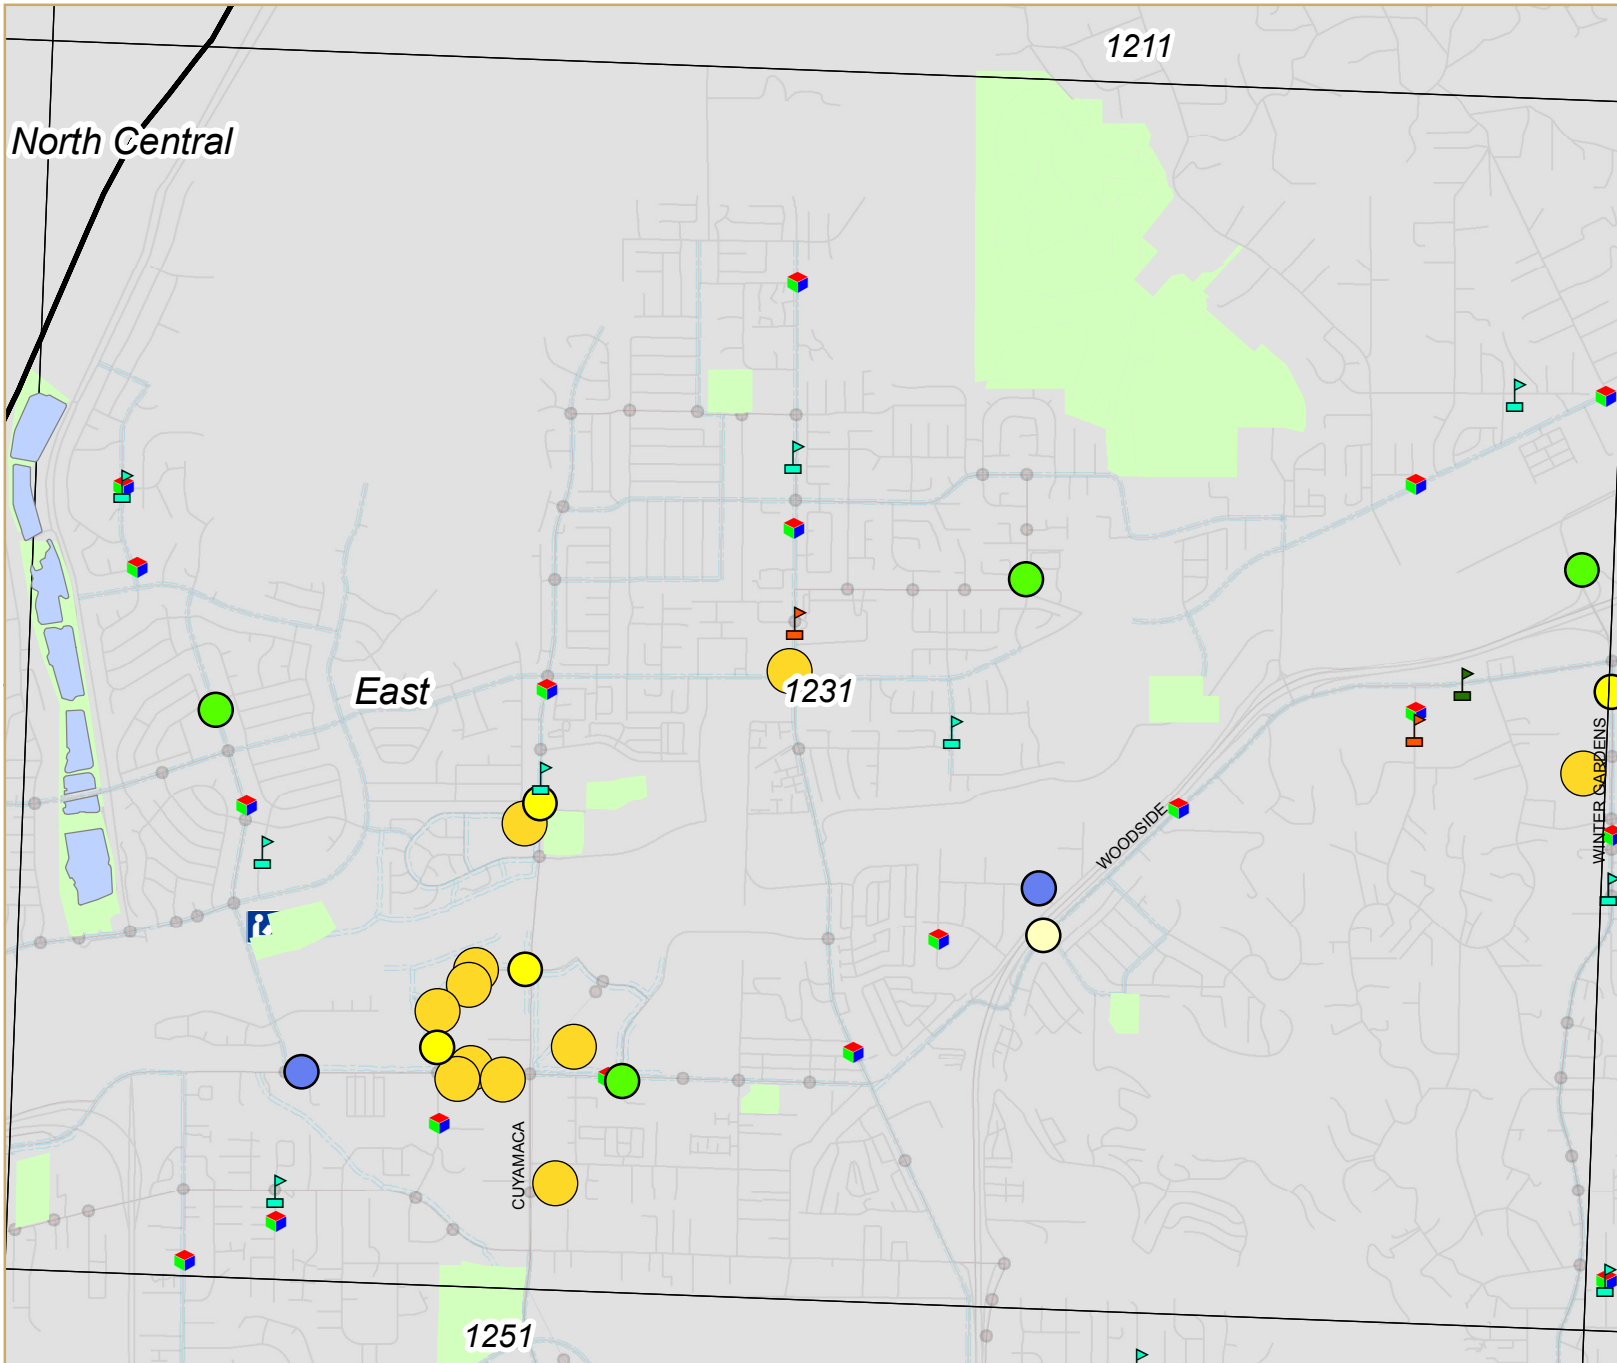 1211
North Central
East
1231
WINTER GARDENS
WOODSIDE
CUYAMACA
1251